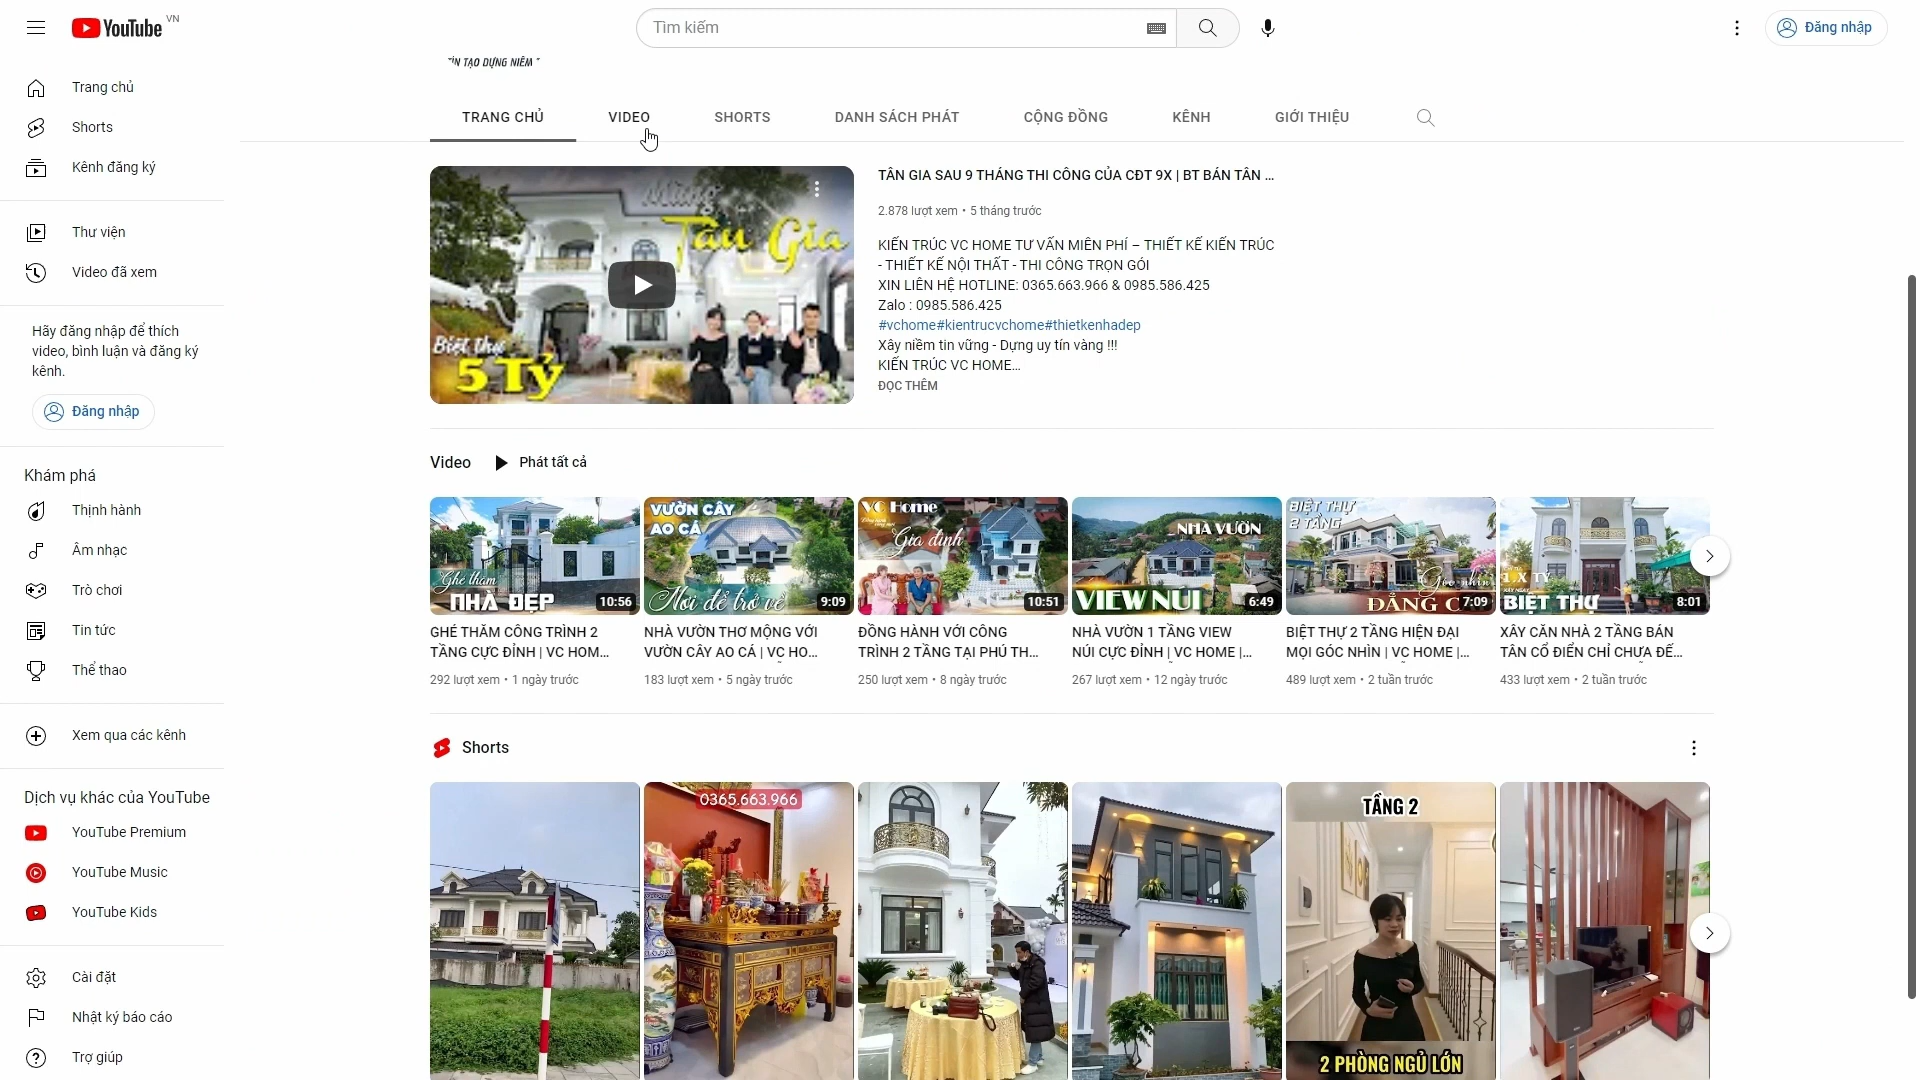 YouTube VN
Tìm kiếm
Đăng nhập
TẠO DỰNG NIỀM "
TRANG CHỦ
VIDEO
SHORTS
DANH SÁCH PHÁT
CỘNG ĐỒNG
KÊNH
GIỚI THIỆU
Trang chủ
Shorts
Kênh đăng ký
Thư viện
Video đã xem
Hãy đăng nhập để thích
video, bình luận và đăng ký
kênh.
Đăng nhập
Khám phá
Thịnh hành
Âm nhạc
Trò chơi
Tin tức
Thể thao
Xem qua các kênh
Dịch vụ khác của YouTube
YouTube Premium
YouTube Music
YouTube Kids
Cài đặt
Nhật ký báo cáo
Trợ giúp
Mừng
Tân Gia
Biệt thự
5 Tỷ
TÂN GIA SAU 9 THÁNG THI CÔNG CỦA CĐT 9X | BT BÁN TÂN ...
2.878 lượt xem • 5 tháng trước
KIẾN TRÚC VC HOME TƯ VẤN MIỄN PHÍ – THIẾT KẾ KIẾN TRÚC
- THIẾT KẾ NỘI THẤT - THI CÔNG TRỌN GÓI
XIN LIÊN HỆ HOTLINE: 0365.663.966 & 0985.586.425
Zalo : 0985.586.425
#vchome#kientrucvchome#thietkenhadep
Xây niềm tin vững - Dựng uy tín vàng !!!
KIẾN TRÚC VC HOME...
ĐỌC THÊM
Video
Phát tất cả
Ghé thăm
NHÀ ĐẸP
10:56
GHÉ THĂM CÔNG TRÌNH 2
TẦNG CỰC ĐỈNH | VC HOM...
292 lượt xem • 1 ngày trước
VƯỜN CÂY
AO CÁ
Nơi để trở về
9:09
NHÀ VƯỜN THƠ MỘNG VỚI
VƯỜN CÂY AO CÁ | VC HO...
183 lượt xem • 5 ngày trước
VC Home
Gia đình
10:51
ĐỒNG HÀNH VỚI CÔNG
TRÌNH 2 TẦNG TẠI PHÚ TH...
250 lượt xem • 8 ngày trước
NHÀ VƯỜN
VIEW NÚI
6:49
NHÀ VƯỜN 1 TẦNG VIEW
NÚI CỰC ĐỈNH | VC HOME |...
267 lượt xem • 12 ngày trước
BIỆT THỰ
2 TẦNG
Góc nhìn
ĐẲNG C
7:09
BIỆT THỰ 2 TẦNG HIỆN ĐẠI
MỌI GÓC NHÌN | VC HOME |...
489 lượt xem • 2 tuần trước
1.X TỶ
BIỆT THỰ
8:01
XÂY CĂN NHÀ 2 TẦNG BÁN
TÂN CỔ ĐIỂN CHỈ CHƯA ĐẾ...
433 lượt xem • 2 tuần trước
Shorts
0365.663.966
TẦNG 2
2 PHÒNG NGỦ LỚN